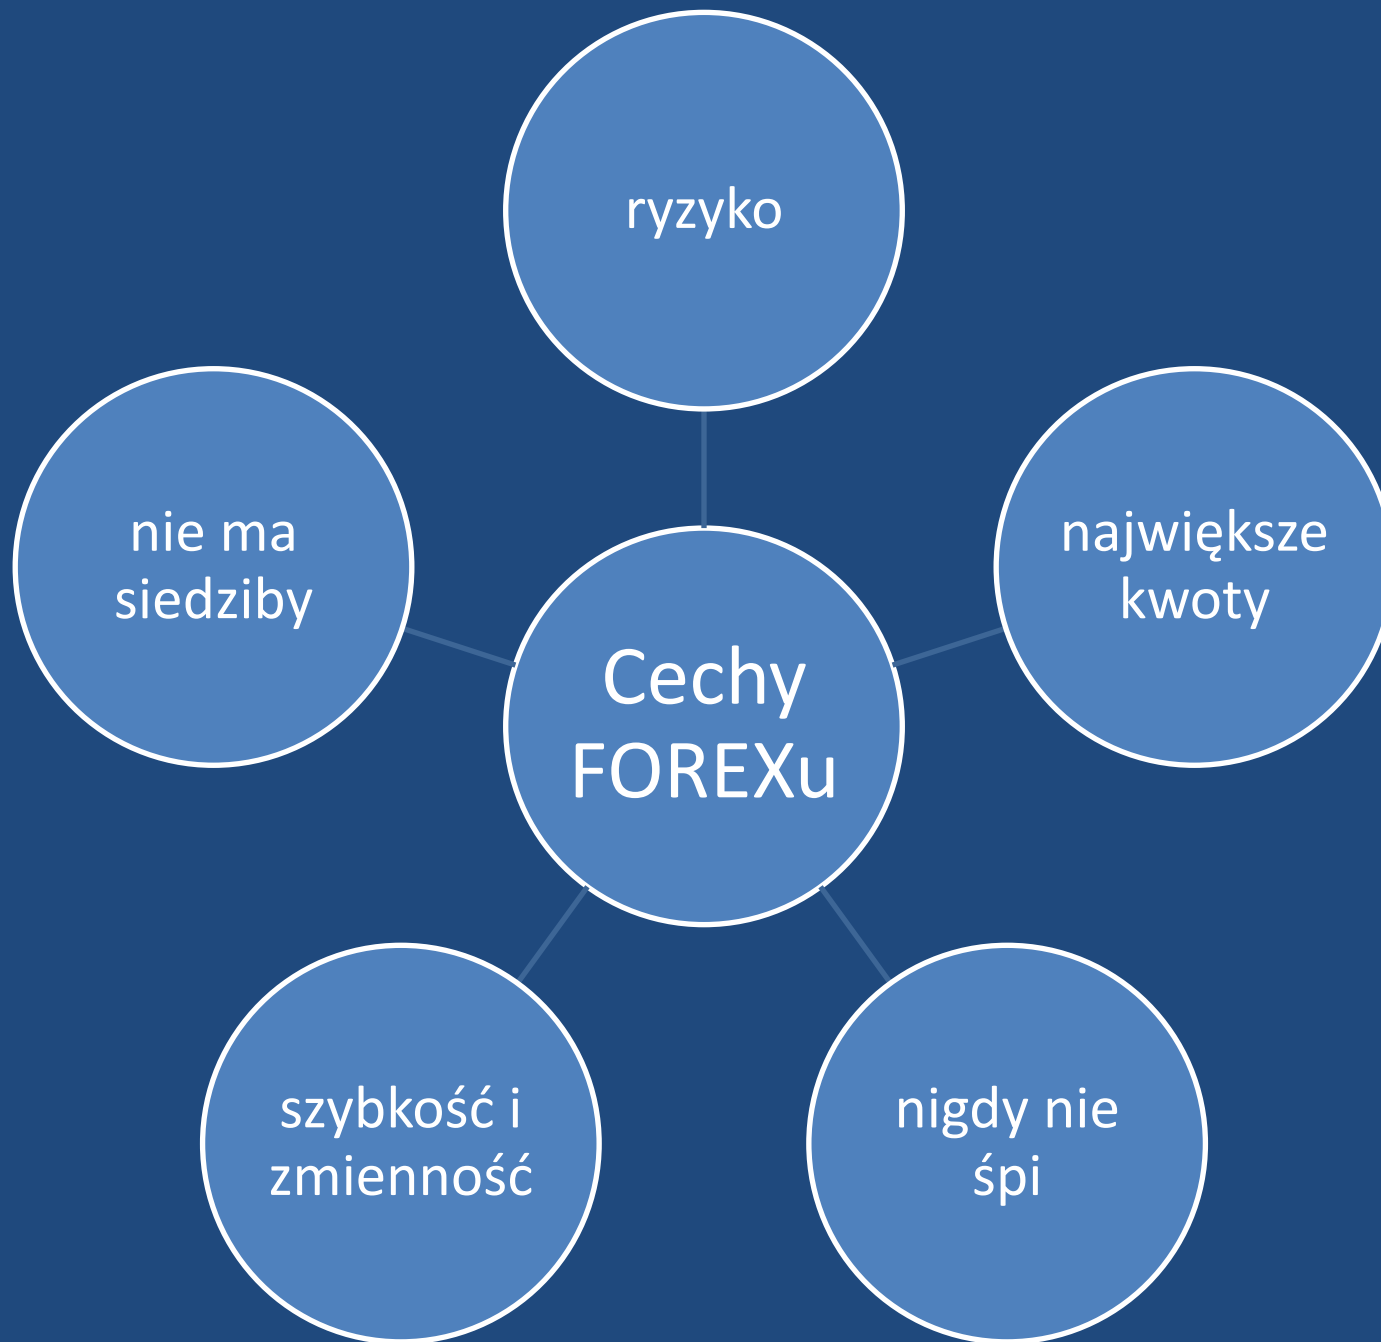 ryzyko
nie ma
siedziby
największe
kwoty
Cechy
FOREXu
szybkość i
zmienność
nigdy nie
śpi